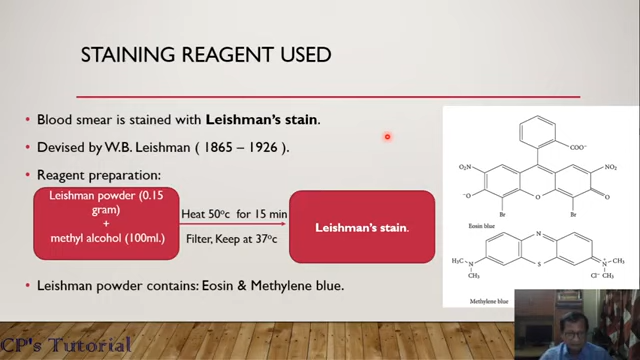 STAINING REAGENT USED
• Blood smear is stained with Leishman's stain.
• Devised by W.B. Leishman ( 1865 – 1926 ).
• Reagent preparation:
Leishman powder (0.15
gram)
+
methyl alcohol (100ml.)
Heat 50°c for 15 min
Filter, Keep at 37°c
Leishman's stain.
• Leishman powder contains: Eosin & Methylene blue.
COO⁻
O₂N
NO₂
⁻O
O
O
Br
Br
Eosin blue
N
H₃C
N
S
N⁺
CH₃
CH₃
Cl⁻ CH₃
Methylene blue
CP's Tutorial